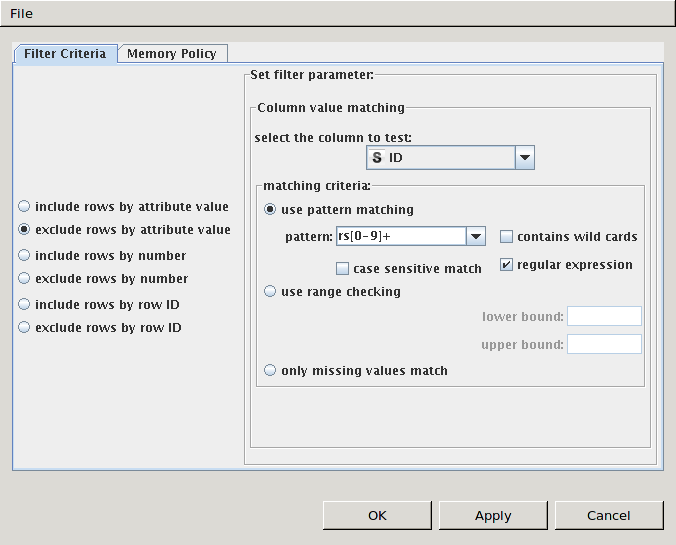 File
Filter Criteria
Memory Policy
Set filter parameter:
Column value matching
select the column to test:
S ID
matching criteria:
include rows by attribute value
use pattern matching
exclude rows by attribute value
pattern: rs[0-9]+
contains wild cards
include rows by number
case sensitive match
regular expression
exclude rows by number
use range checking
include rows by row ID
lower bound:
exclude rows by row ID
upper bound:
only missing values match
OK
Apply
Cancel